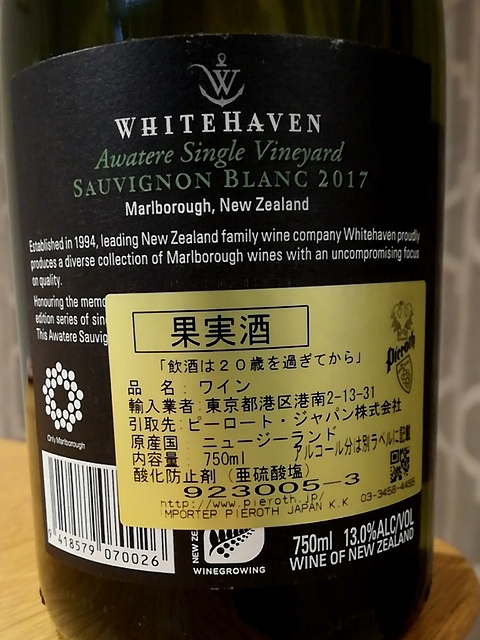 W
WHITEHAVEN
Awatere Single Vineyard
SAUVIGNON BLANC 2017
Marlborough, New Zealand
Established in 1994, leading New Zealand family wine company Whitehaven proudly
produces a diverse collection of Marlborough wines with an uncompromising focus
on quality.
Honouring the
edition series of
This Awatere
果実酒
Pieroth
「飲酒は20歳を過ぎてから」
品 名: ワイン
輸入業者:東京都港区港南2-13-31
引取先:ピーロート・ジャパン株式会社
原産国 ニュージーランド
内容量 750ml アルコール分は別ラベルに記載
酸化防止剤(亜硫酸塩)
923005-3
http://www.pieroth.jp/
IMPORTER PIEROTH JAPAN K.K. 03-3458-4455
Only Marlborough
9 418579 070026
NEW ZE
WINEGROWING
750ml 13.0%ALC/VOL
WINE OF NEW ZEALAND